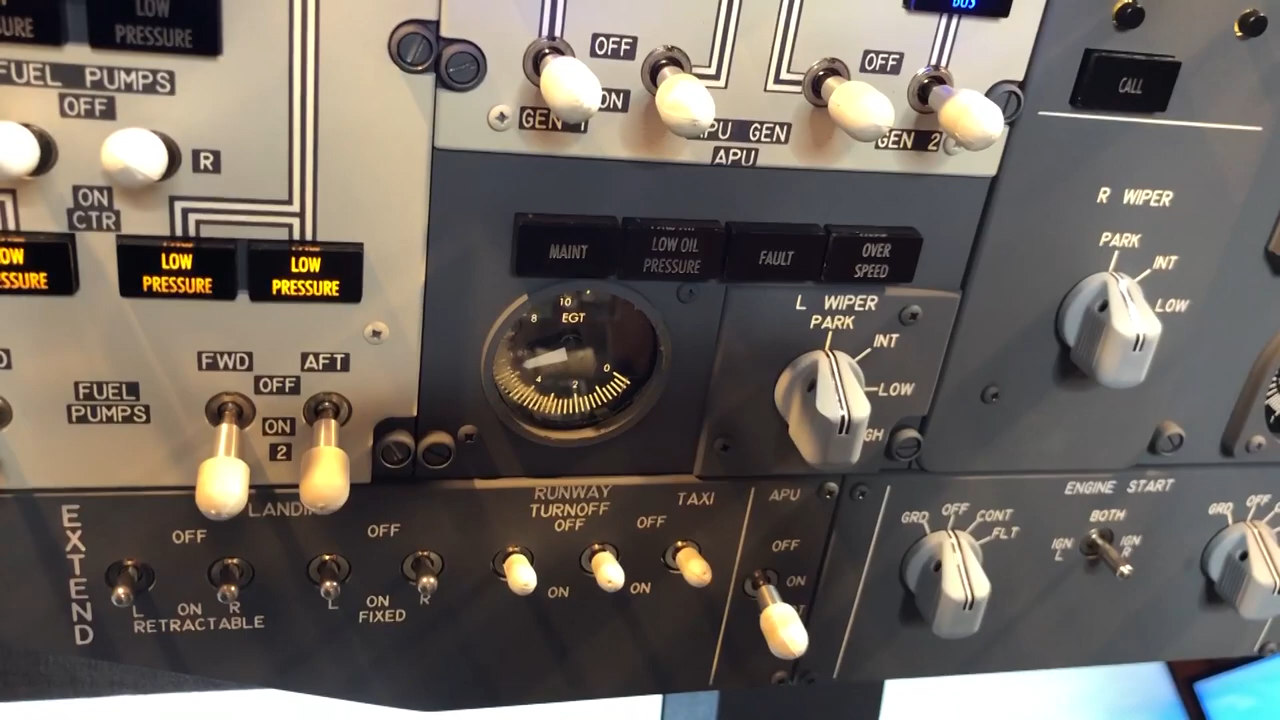 LOW
PRESSURE
FUEL PUMPS
OFF
R
ON
CTR
LOW
PRESSURE
LOW
PRESSURE
FWD
AFT
OFF
FUEL
PUMPS
ON
2
BUS
OFF
OFF
ON
GEN 1
APU GEN
GEN 2
APU
MAINT
LOW OIL
PRESSURE
FAULT
OVER
SPEED
10
8
EGT
4
2
0
L WIPER
PARK
INT
LOW
CALL
R WIPER
PARK
INT
LOW
EXTEND
OFF
L
ON
R
RETRACTABLE
OFF
L
ON
R
FIXED
RUNWAY
TURNOFF
OFF
ON
TAXI
OFF
ON
APU
OFF
ON
ENGINE START
GRD
OFF
CONT
FLT
BOTH
IGN
L
IGN
R
GRD
OFF